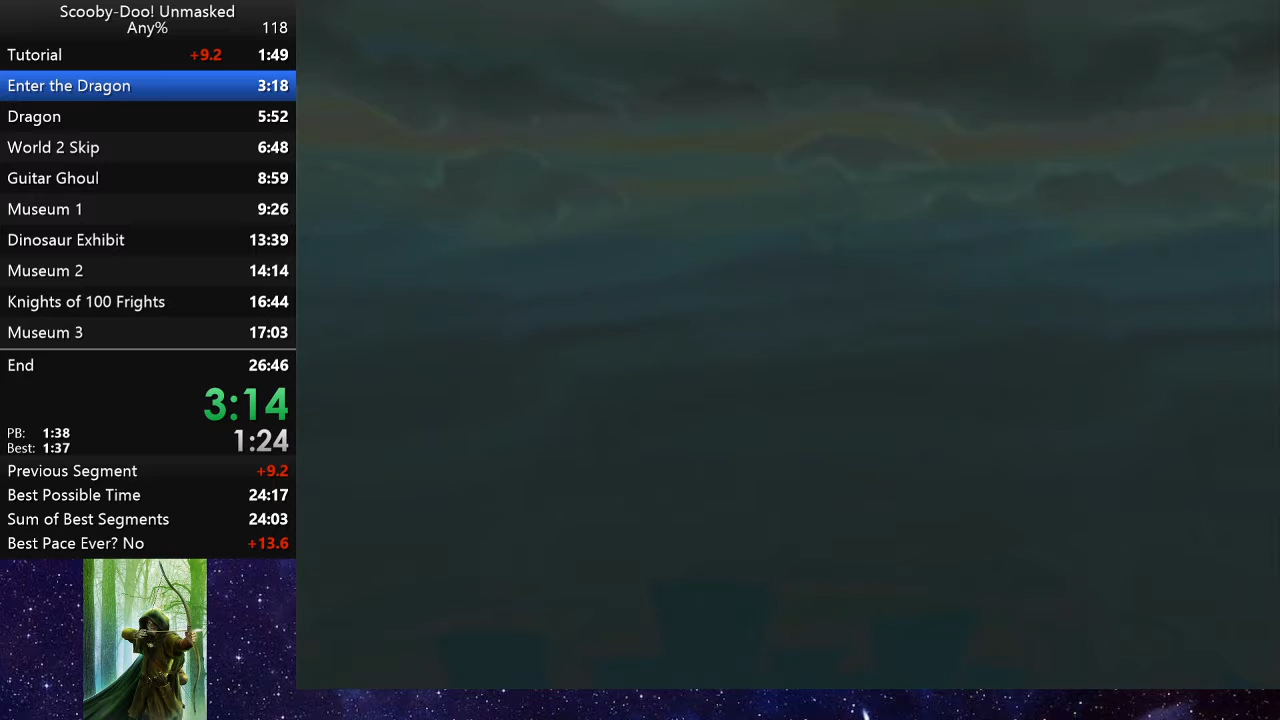 Scooby-Doo! Unmasked
Any% 118
Tutorial +9.2 1:49
Enter the Dragon 3:18
Dragon 5:52
World 2 Skip 6:48
Guitar Ghoul 8:59
Museum 1 9:26
Dinosaur Exhibit 13:39
Museum 2 14:14
Knights of 100 Frights 16:44
Museum 3 17:03
End 26:46
3:14
PB: 1:38
Best: 1:37
1:24
Previous Segment +9.2
Best Possible Time 24:17
Sum of Best Segments 24:03
Best Pace Ever? No +13.6